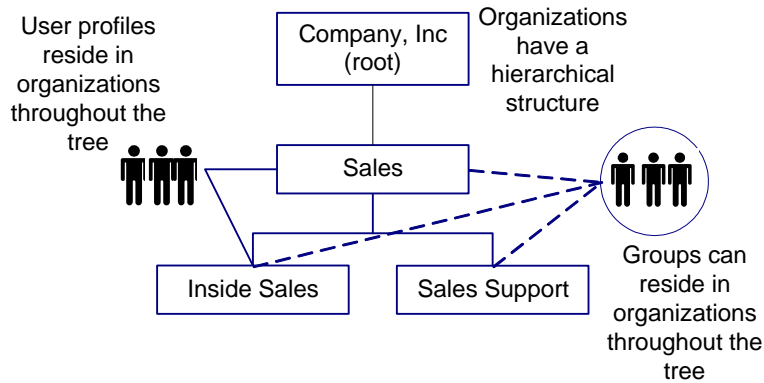 User profiles
reside in
organizations
throughout the
tree
Company, Inc
(root)
Organizations
have a
hierarchical
structure
Sales
Inside Sales
Sales Support
Groups can
reside in
organizations
throughout the
tree